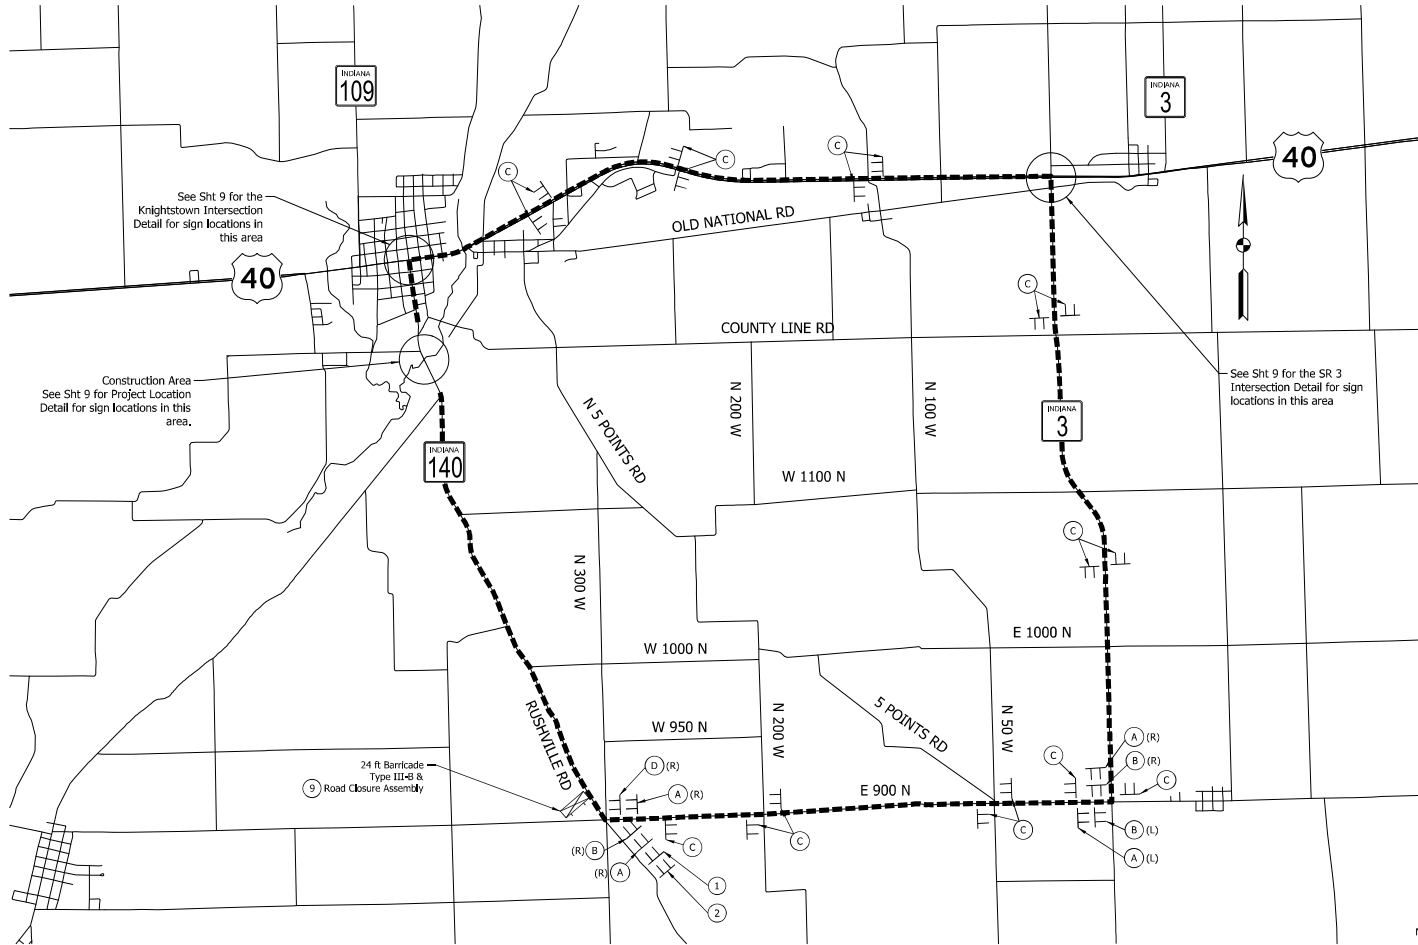 INDIANA
109
INDIANA
3
40
See Sht 9 for the
Knightstown Intersection
Detail for sign locations in
this area
C
C
C
OLD NATIONAL RD
40
C
COUNTY LINE RD
Construction Area
See Sht 9 for Project Location
Detail for sign locations in this
area.
See Sht 9 for the SR 3
Intersection Detail for sign
locations in this area
N 200 W
N 100 W
INDIANA
3
N 5 POINTS RD
INDIANA
140
W 1100 N
C
N 300 W
E 1000 N
W 1000 N
RUSHVILLE RD
W 950 N
N 200 W
5 POINTS RD
N 50 W
A (R)
B (R)
C
C
24 ft Barricade
Type III-B &
9 Road Closure Assembly
D (R)
A (R)
E 900 N
(R) B
C
C
C
B (L)
(R) A
A (L)
1
2